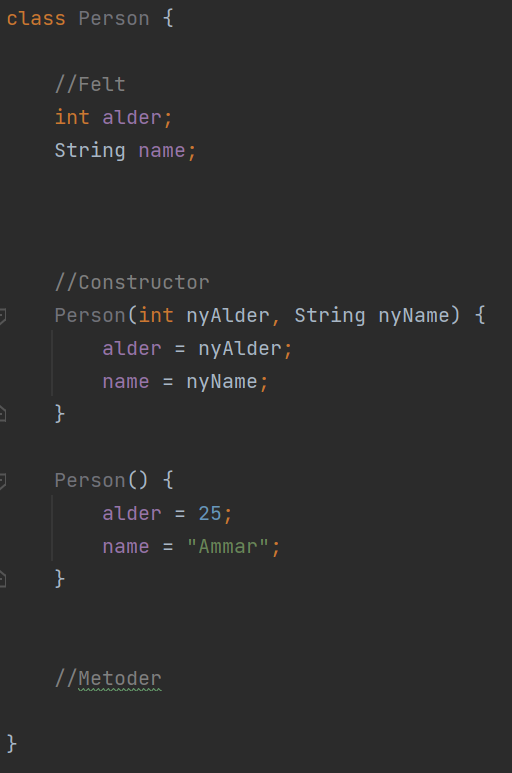 class Person {
//Felt
int alder;
String name;
//Constructor
Person(int nyAlder, String nyName) {
alder = nyAlder;
name = nyName;
}
Person() {
alder = 25;
name = "Ammar";
}
//Metoder
}